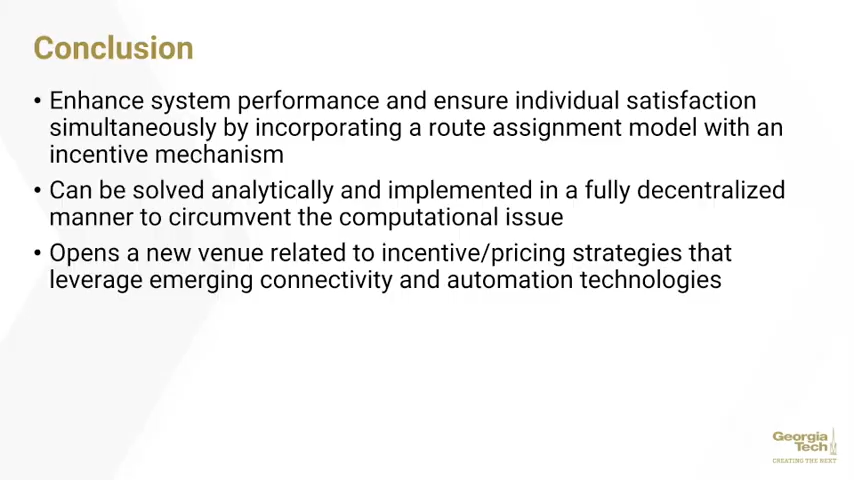 Conclusion
• Enhance system performance and ensure individual satisfaction
simultaneously by incorporating a route assignment model with an
incentive mechanism
• Can be solved analytically and implemented in a fully decentralized
manner to circumvent the computational issue
• Opens a new venue related to incentive/pricing strategies that
leverage emerging connectivity and automation technologies
Georgia
Tech
CREATING THE NEXT